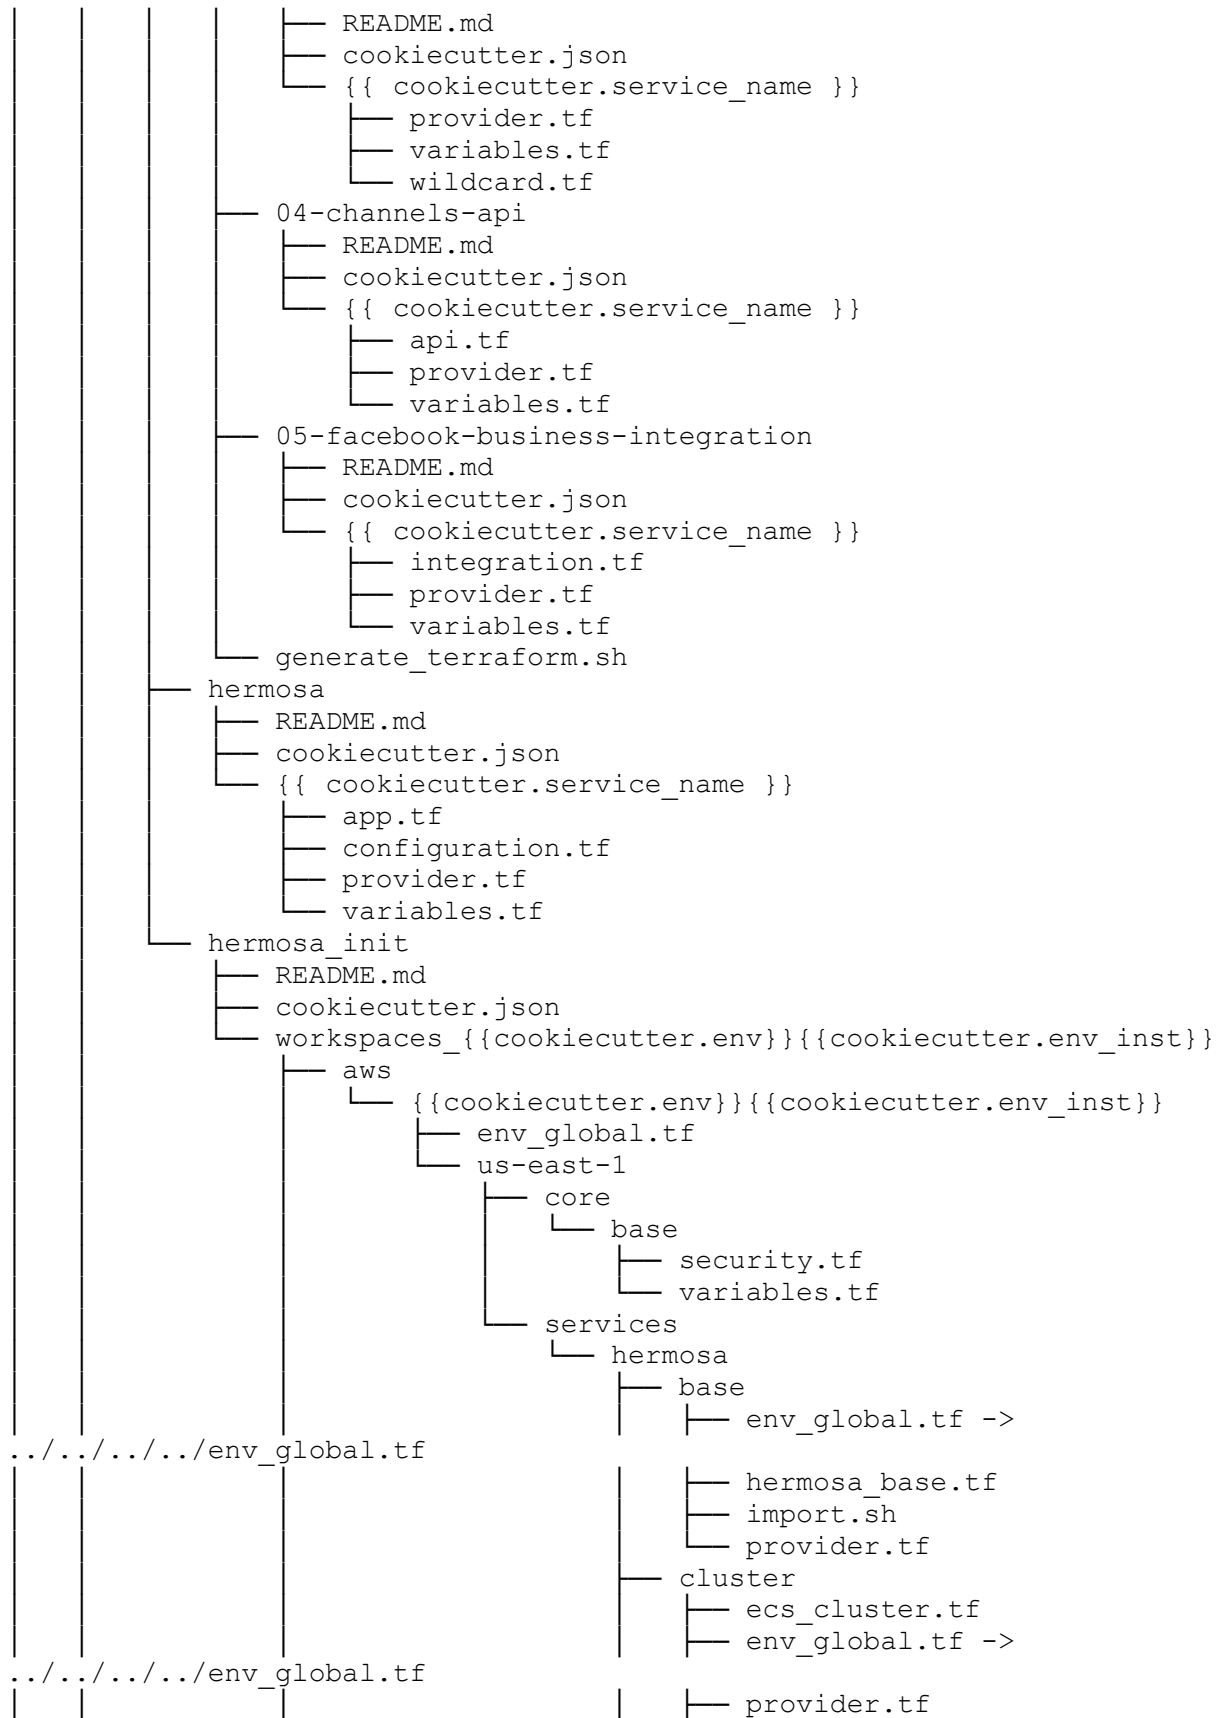 │   │   │   │   ├── README.md
│   │   │   │   ├── cookiecutter.json
│   │   │   │   └── {{ cookiecutter.service_name }}
│   │   │   │       ├── provider.tf
│   │   │   │       ├── variables.tf
│   │   │   │       └── wildcard.tf
│   │   │   ├── 04-channels-api
│   │   │   │   ├── README.md
│   │   │   │   ├── cookiecutter.json
│   │   │   │   └── {{ cookiecutter.service_name }}
│   │   │   │       ├── api.tf
│   │   │   │       ├── provider.tf
│   │   │   │       └── variables.tf
│   │   │   ├── 05-facebook-business-integration
│   │   │   │   ├── README.md
│   │   │   │   ├── cookiecutter.json
│   │   │   │   └── {{ cookiecutter.service_name }}
│   │   │   │       ├── integration.tf
│   │   │   │       ├── provider.tf
│   │   │   │       └── variables.tf
│   │   │   └── generate_terraform.sh
│   │   ├── hermosa
│   │   │   ├── README.md
│   │   │   ├── cookiecutter.json
│   │   │   └── {{ cookiecutter.service_name }}
│   │   │       ├── app.tf
│   │   │       ├── configuration.tf
│   │   │       ├── provider.tf
│   │   │       └── variables.tf
│   │   └── hermosa_init
│   │       ├── README.md
│   │       ├── cookiecutter.json
│   │       └── workspaces_{{cookiecutter.env}}{{cookiecutter.env_inst}}
│   │           ├── aws
│   │           │   └── {{cookiecutter.env}}{{cookiecutter.env_inst}}
│   │           │       ├── env_global.tf
│   │           │       └── us-east-1
│   │           │           ├── core
│   │           │           │   └── base
│   │           │           │       ├── security.tf
│   │           │           │       └── variables.tf
│   │           │           └── services
│   │           │               └── hermosa
│   │           │                   ├── base
│   │           │                   │   ├── env_global.tf ->
../../../../env_global.tf
│   │           │                   │   ├── hermosa_base.tf
│   │           │                   │   ├── import.sh
│   │           │                   │   └── provider.tf
│   │           │                   ├── cluster
│   │           │                   │   ├── ecs_cluster.tf
│   │           │                   │   ├── env_global.tf ->
../../../../env_global.tf
│   │           │                   │   ├── provider.tf